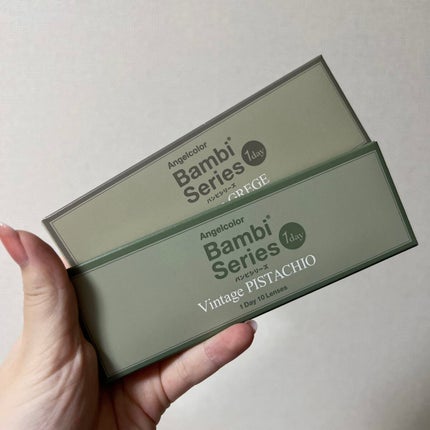 Angelcolor
Bambi®
Series
1day
バンビシリーズ
GREGE
Angelcolor
Bambi®
Series
1day
バンビシリーズ
Vintage PISTACHIO
1 Day 10 Lenses